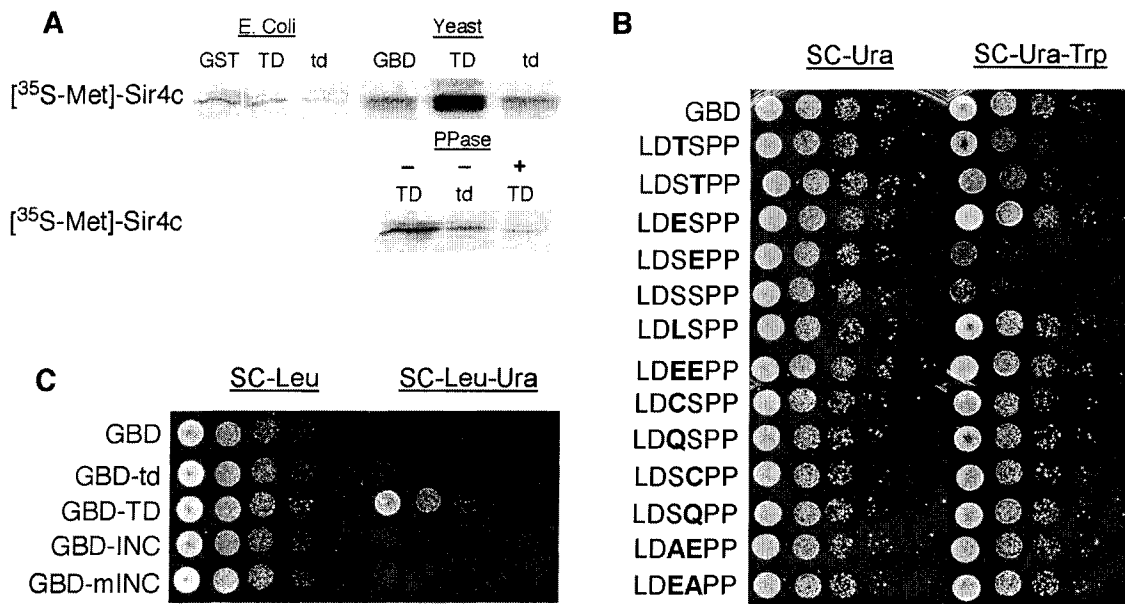 A
E. Coli
Yeast
GST TD td
GBD TD td
[35S-Met]-Sir4c
PPase
– – +
TD td TD
[35S-Met]-Sir4c
B
SC-Ura
SC-Ura-Trp
GBD
LDTSPP
LDSTPP
LDESPP
LDSEPP
LDSSPP
LDLSPP
LDEEPP
LDCSPP
LDQSPP
LDSCPP
LDSQPP
LDAEPP
LDEAPP
C
SC-Leu
SC-Leu-Ura
GBD
GBD-td
GBD-TD
GBD-INC
GBD-mINC